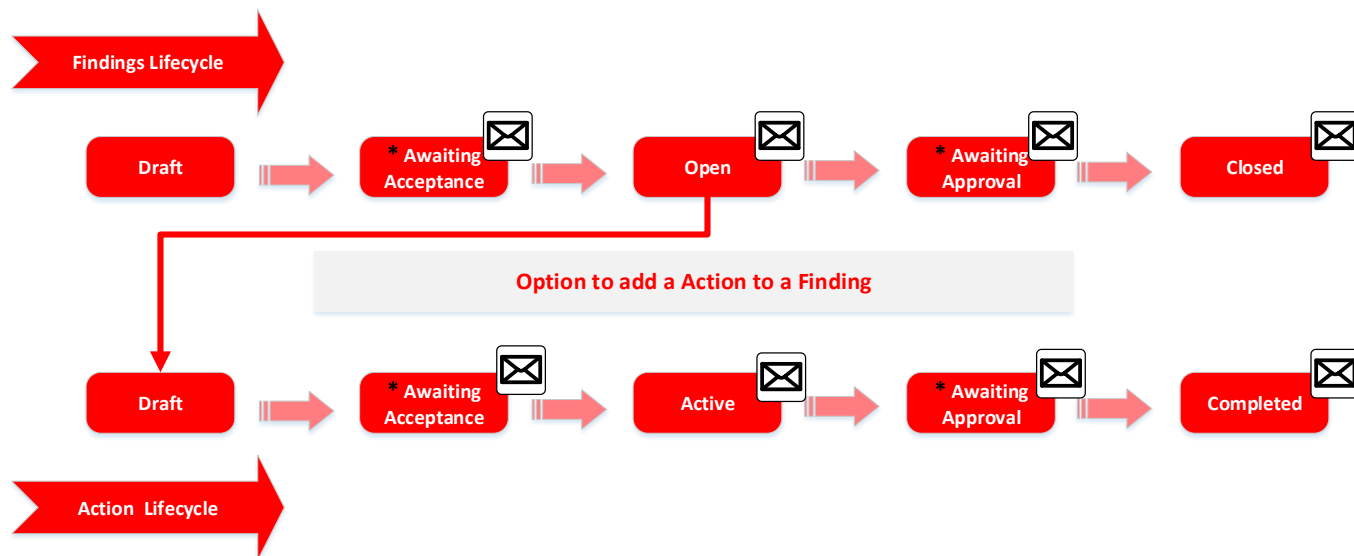 Findings Lifecycle
Draft
* Awaiting
Acceptance
Open
* Awaiting
Approval
Closed
Option to add a Action to a Finding
Draft
* Awaiting
Acceptance
Active
* Awaiting
Approval
Completed
Action Lifecycle